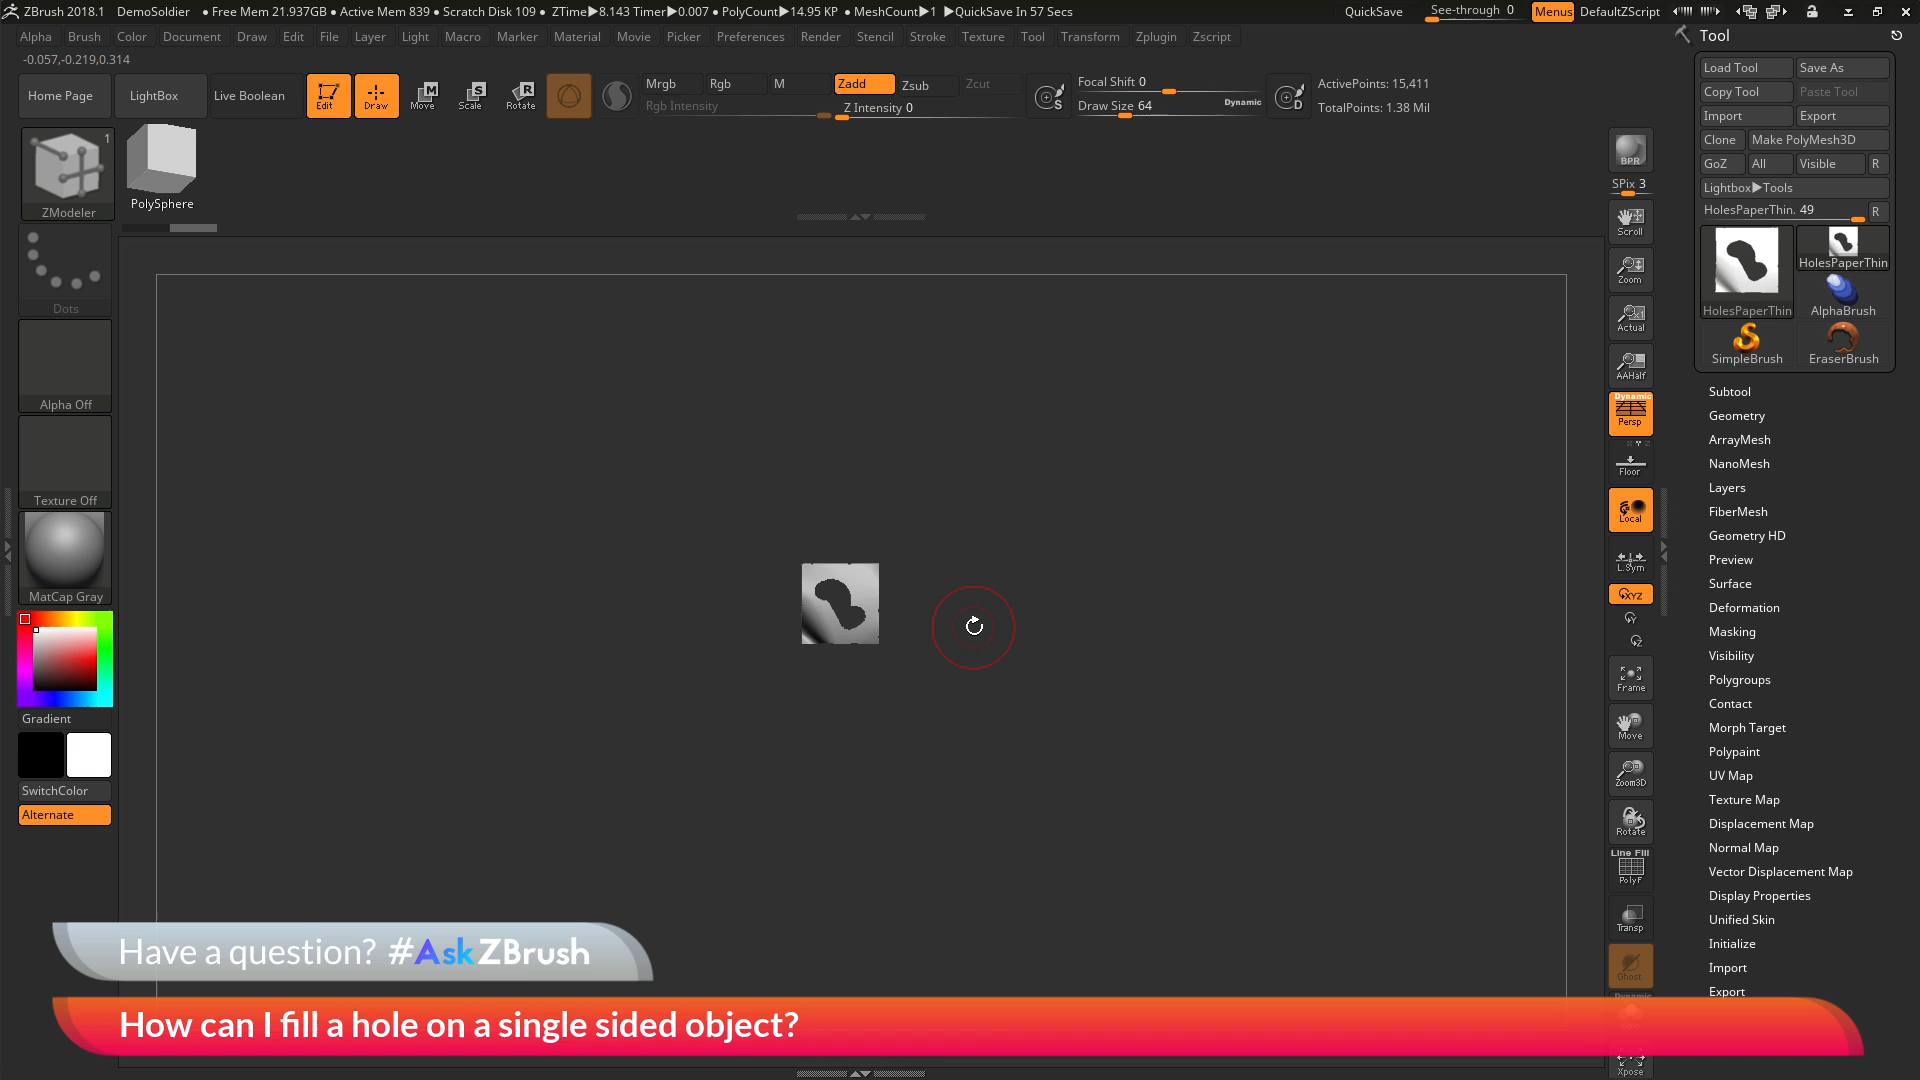 ZBrush 2018.1 DemoSoldier ● Free Mem 21.937GB ● Active Mem 839 ● Scratch Disk 109 ● ZTime▶8.143 Timer▶0.007 ● PolyCount▶14.95 KP ● MeshCount▶1 ▶QuickSave In 57 Secs QuickSave See-through 0 Menus DefaultZScript
Alpha Brush Color Document Draw Edit File Layer Light Macro Marker Material Movie Picker Preferences Render Stencil Stroke Texture Tool Transform Zplugin Zscript
Tool
-0.057,-0.219,0.314
Home Page LightBox Live Boolean Edit Draw Move Scale Rotate
Mrgb Rgb M Zadd Zsub Zcut
Rgb Intensity Z Intensity 0
Focal Shift 0
Draw Size 64 Dynamic
S
D
ActivePoints: 15,411
TotalPoints: 1.38 Mil
1
ZModeler
PolySphere
Dots
Alpha Off
Texture Off
MatCap Gray
Gradient
SwitchColor
Alternate
BPR
SPix 3
Scroll
Zoom
Actual
AAHalf
Dynamic
Persp
Floor
Local
L.Sym
XYZ
Y
Z
Frame
Move
Zoom3D
Rotate
Line Fill
PolyF
Transp
Ghost
Dynamic
Xpose
Load Tool Save As
Copy Tool Paste Tool
Import Export
Clone Make PolyMesh3D
GoZ All Visible R
Lightbox▶Tools
HolesPaperThin. 49 R
HolesPaperThin
HolesPaperThin AlphaBrush
SimpleBrush EraserBrush
Subtool
Geometry
ArrayMesh
NanoMesh
Layers
FiberMesh
Geometry HD
Preview
Surface
Deformation
Masking
Visibility
Polygroups
Contact
Morph Target
Polypaint
UV Map
Texture Map
Displacement Map
Normal Map
Vector Displacement Map
Display Properties
Unified Skin
Initialize
Import
Export
Have a question? #AskZBrush
How can I fill a hole on a single sided object?